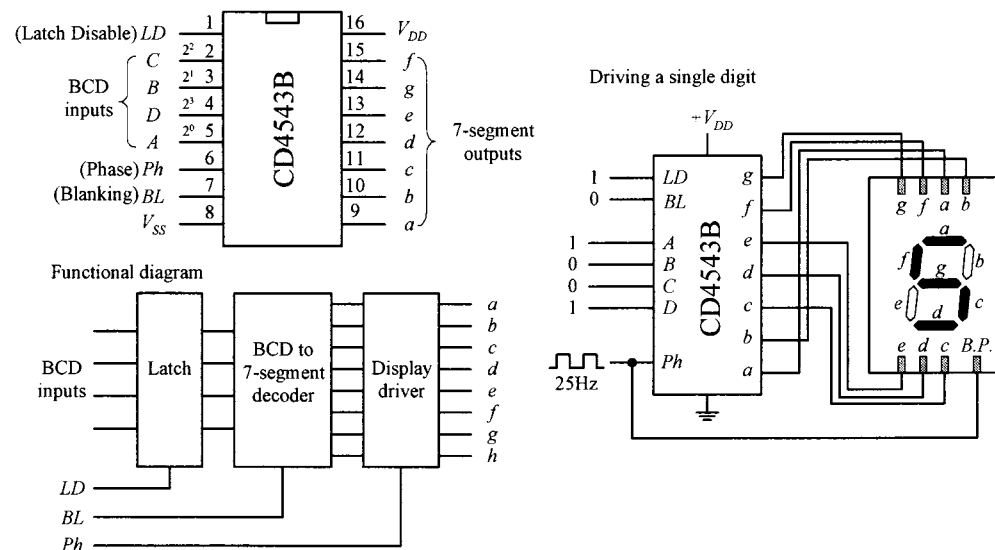 (Latch Disable) LD 1 16 V_DD
C 2² 2 15 f
B 2¹ 3 14 g
BCD inputs
D 2³ 4 13 e
A 2⁰ 5 12 d
7-segment outputs
(Phase) Ph 6 11 c
(Blanking) BL 7 10 b
V_SS 8 9 a
CD4543B
Functional diagram
BCD inputs
Latch
BCD to
7-segment
decoder
Display
driver
a
b
c
d
e
f
g
h
LD
BL
Ph
Driving a single digit
+V_DD
1 LD g
0 BL f
1 A e
0 B d
0 C c
1 D b
Ph a
25Hz
CD4543B
g f a b
a
f b
g
e c
d
e d c B.P.